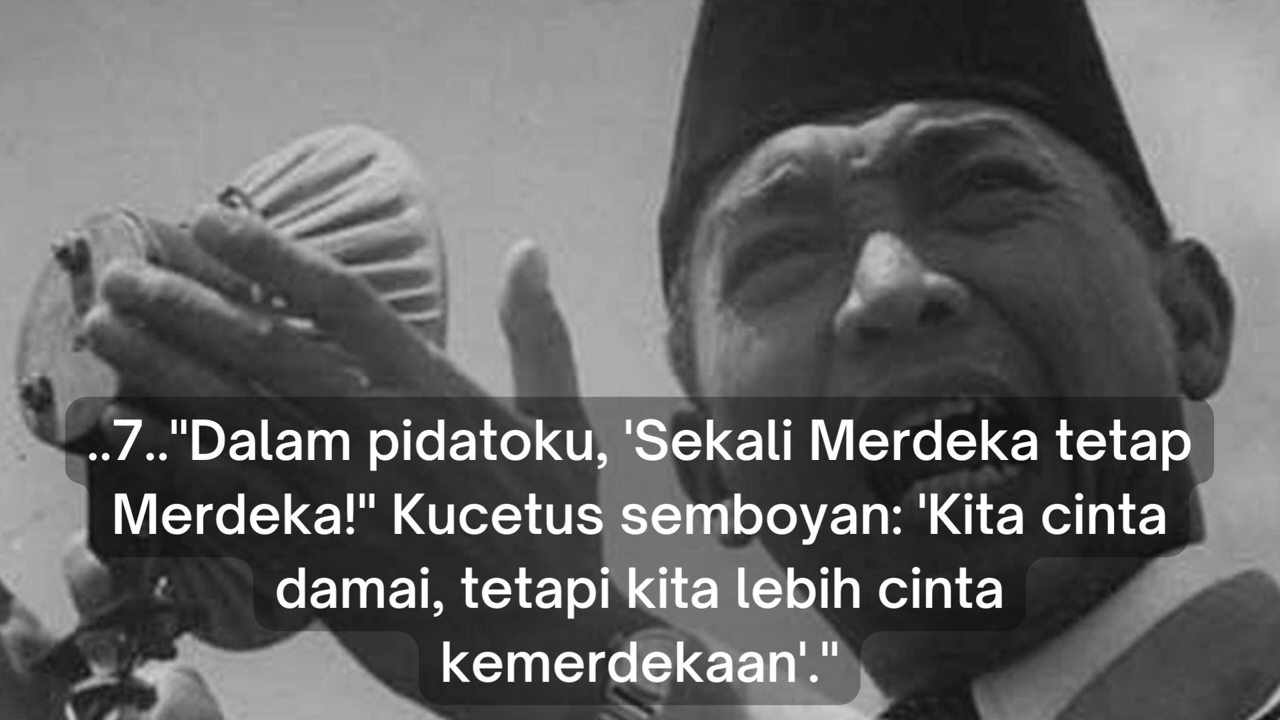 ..7.."Dalam pidatoku, 'Sekali Merdeka tetap
Merdeka!" Kucetus semboyan: 'Kita cinta
damai, tetapi kita lebih cinta
kemerdekaan'."